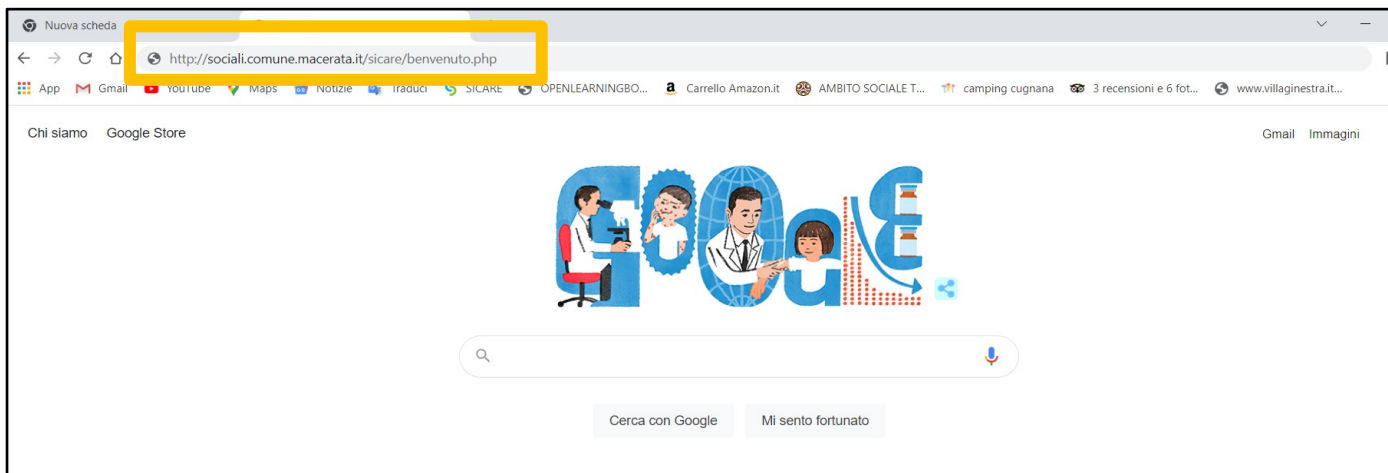 Nuova scheda
http://sociali.comune.macerata.it/sicare/benvenuto.php
App Gmail YouTube Maps Notizie Traduci SICARE OPENLEARNINGBO... Carrello Amazon.it AMBITO SOCIALE T... camping cugnana 3 recensioni e 6 fot... www.villaginestra.it...
Chi siamo Google Store Gmail Immagini
Google
Cerca con Google Mi sento fortunato